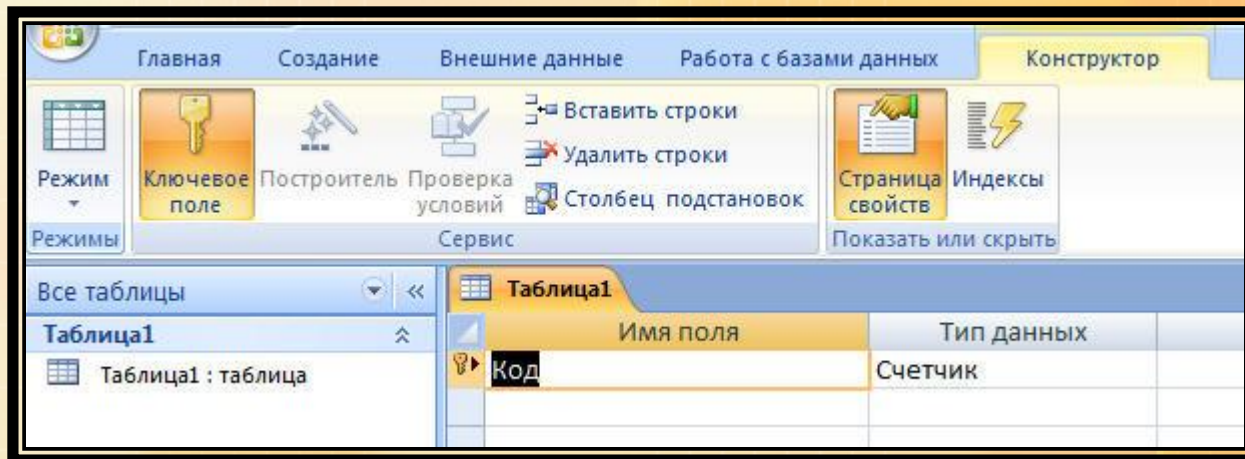 Главная Создание Внешние данные Работа с базами данных Конструктор
Режим
Ключевое поле
Построитель
Проверка условий
Вставить строки
Удалить строки
Столбец подстановок
Страница свойств
Индексы
Режимы Сервис Показать или скрыть
Все таблицы
Таблица1
Таблица1 : таблица
Таблица1
Имя поля Тип данных
Код Счетчик